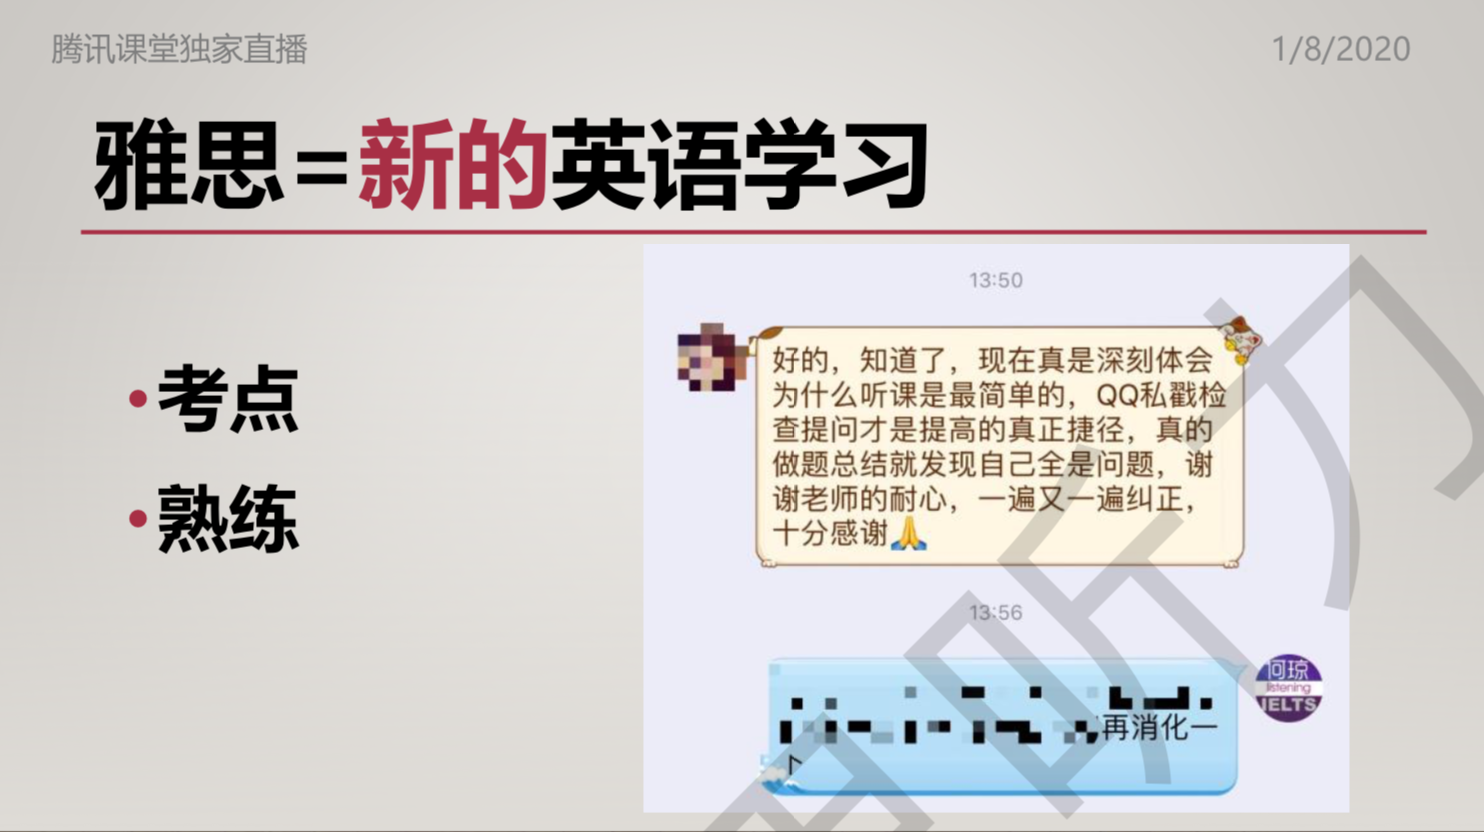 腾讯课堂独家直播
1/8/2020
雅思=新的英语学习
•考点
•熟练
13:50
好的，知道了，现在真是深刻体会
为什么听课是最简单的，QQ私戳检
查提问才是提高的真正捷径，真的
做题总结就发现自己全是问题，谢
谢老师的耐心，一遍又一遍纠正，
十分感谢🙏
13:56
再消化一
何琼
listening
IELTS
听力